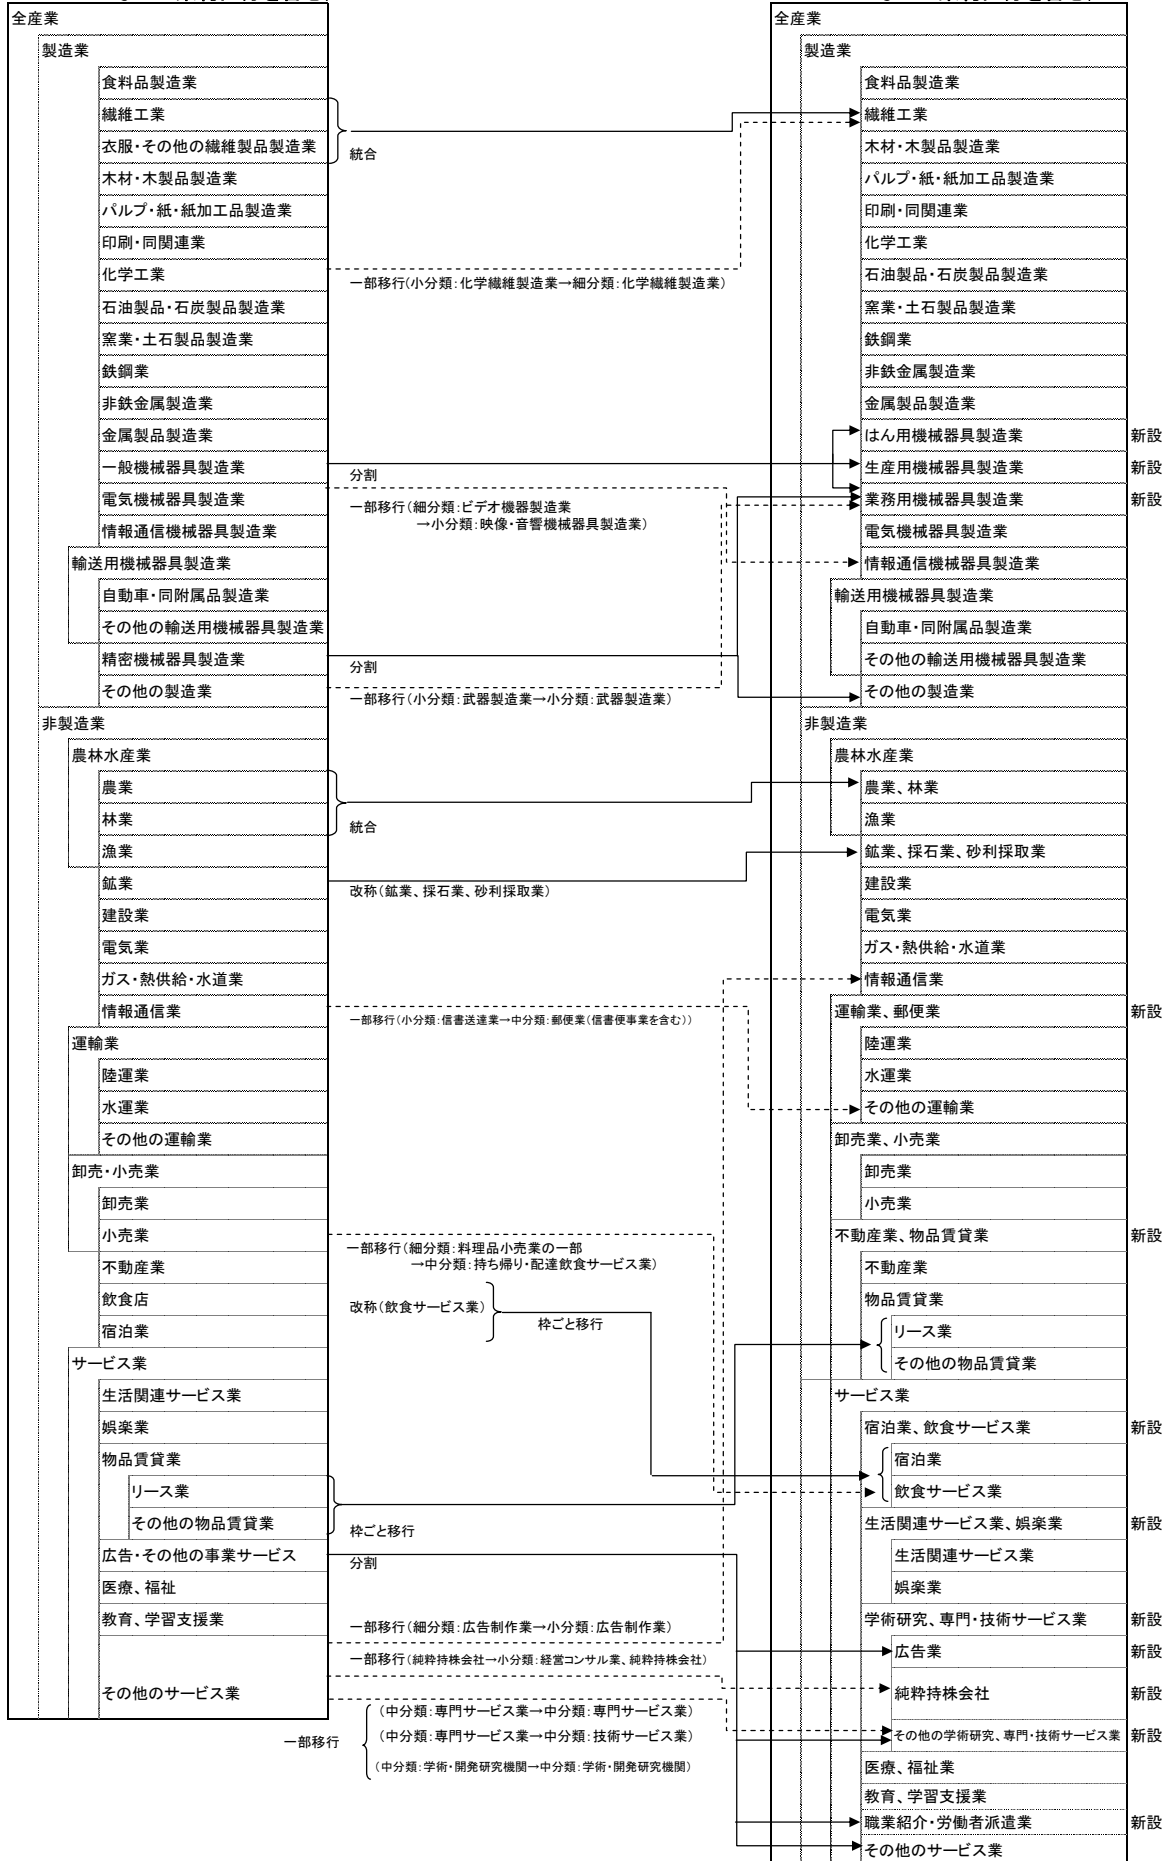 全産業
製造業
食料品製造業
繊維工業
衣服・その他の繊維製品製造業
木材・木製品製造業
パルプ・紙・紙加工品製造業
印刷・同関連業
化学工業
石油製品・石炭製品製造業
窯業・土石製品製造業
鉄鋼業
非鉄金属製造業
金属製品製造業
一般機械器具製造業
電気機械器具製造業
情報通信機械器具製造業
輸送用機械器具製造業
自動車・同附属品製造業
その他の輸送用機械器具製造業
精密機械器具製造業
その他の製造業
非製造業
農林水産業
農業
林業
漁業
鉱業
建設業
電気業
ガス・熱供給・水道業
情報通信業
運輸業
陸運業
水運業
その他の運輸業
卸売・小売業
卸売業
小売業
不動産業
飲食店
宿泊業
サービス業
生活関連サービス業
娯楽業
物品賃貸業
リース業
その他の物品賃貸業
広告・その他の事業サービス
医療、福祉
教育、学習支援業
その他のサービス業
統合
一部移行(小分類:化学繊維製造業→細分類:化学繊維製造業)
分割
一部移行(細分類:ビデオ機器製造業
→小分類:映像・音響機械器具製造業)
分割
一部移行(小分類:武器製造業→小分類:武器製造業)
統合
改称(鉱業、採石業、砂利採取業)
一部移行(小分類:信書送達業→中分類:郵便業(信書便事業を含む))
一部移行(細分類:料理品小売業の一部
→中分類:持ち帰り・配達飲食サービス業)
改称(飲食サービス業)
枠ごと移行
枠ごと移行
分割
一部移行(細分類:広告制作業→小分類:広告制作業)
一部移行(純粋持株会社→小分類:経営コンサル業、純粋持株会社)
一部移行
(中分類:専門サービス業→中分類:専門サービス業)
(中分類:専門サービス業→中分類:技術サービス業)
(中分類:学術・開発研究機関→中分類:学術・開発研究機関)
全産業
製造業
食料品製造業
繊維工業
木材・木製品製造業
パルプ・紙・紙加工品製造業
印刷・同関連業
化学工業
石油製品・石炭製品製造業
窯業・土石製品製造業
鉄鋼業
非鉄金属製造業
金属製品製造業
はん用機械器具製造業 新設
生産用機械器具製造業 新設
業務用機械器具製造業 新設
電気機械器具製造業
情報通信機械器具製造業
輸送用機械器具製造業
自動車・同附属品製造業
その他の輸送用機械器具製造業
その他の製造業
非製造業
農林水産業
農業、林業
漁業
鉱業、採石業、砂利採取業
建設業
電気業
ガス・熱供給・水道業
情報通信業
運輸業、郵便業 新設
陸運業
水運業
その他の運輸業
卸売業、小売業
卸売業
小売業
不動産業、物品賃貸業 新設
不動産業
物品賃貸業
リース業
その他の物品賃貸業
サービス業
宿泊業、飲食サービス業 新設
宿泊業
飲食サービス業
生活関連サービス業、娯楽業 新設
生活関連サービス業
娯楽業
学術研究、専門・技術サービス業 新設
広告業 新設
純粋持株会社 新設
その他の学術研究、専門・技術サービス業 新設
医療、福祉業
教育、学習支援業
職業紹介・労働者派遣業 新設
その他のサービス業